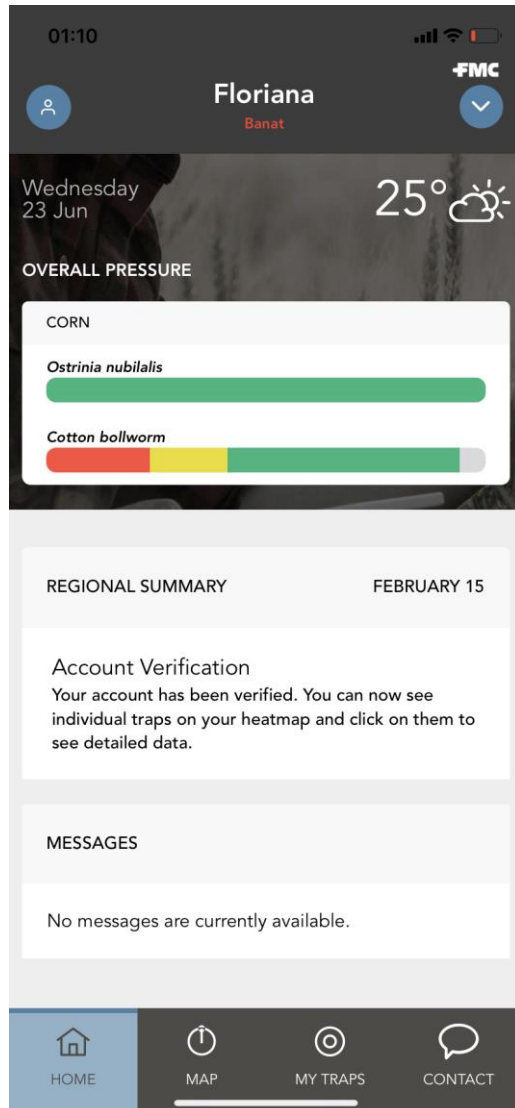 01:10
FMC
Floriana
Banat
Wednesday
23 Jun
25°
OVERALL PRESSURE
CORN
Ostrinia nubilalis
Cotton bollworm
REGIONAL SUMMARY
FEBRUARY 15
Account Verification
Your account has been verified. You can now see
individual traps on your heatmap and click on them to
see detailed data.
MESSAGES
No messages are currently available.
HOME
MAP
MY TRAPS
CONTACT